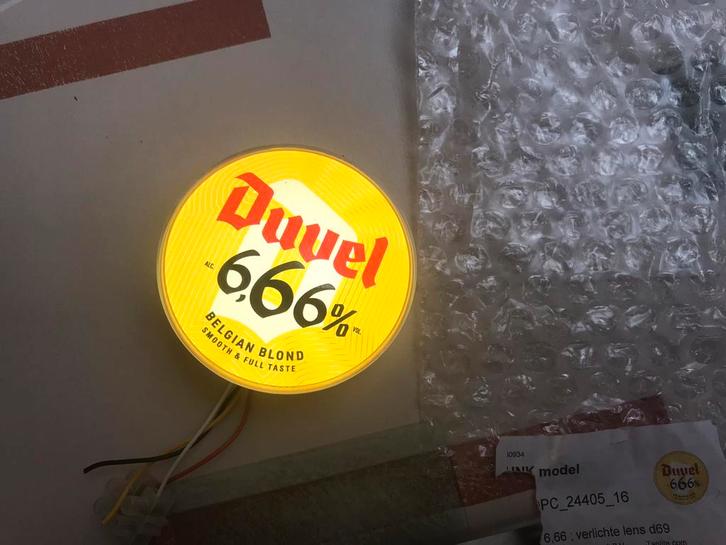 Duvel
ALC. 6,66% VOL.
BELGIAN BLOND
SMOOTH & FULL TASTE
I0934
model
PC_24405_16
Duvel
6,66%
6,66 ; verlichte lens d69